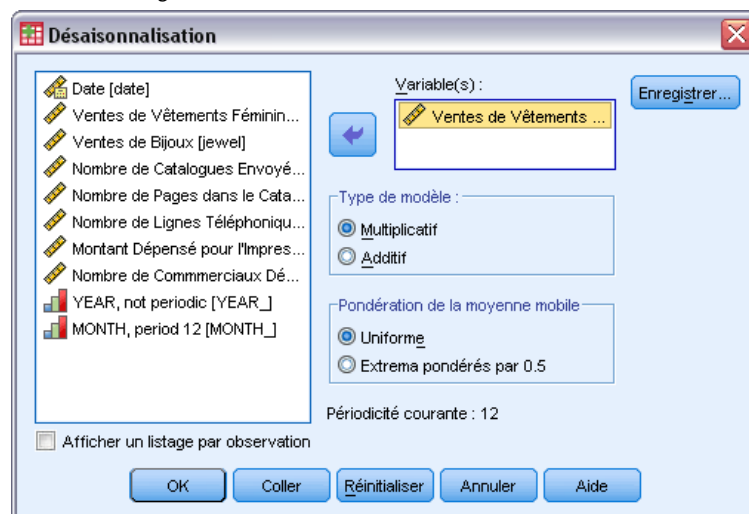 Désaisonnalisation
Date [date]
Ventes de Vêtements Féminin...
Ventes de Bijoux [jewel]
Nombre de Catalogues Envoyé...
Nombre de Pages dans le Cata...
Nombre de Lignes Téléphoniqu...
Montant Dépensé pour l'Impres...
Nombre de Commmerciaux Dé...
YEAR, not periodic [YEAR_]
MONTH, period 12 [MONTH_]
Afficher un listage par observation
Variable(s) :
Ventes de Vêtements ...
Enregistrer...
Type de modèle :
Multiplicatif
Additif
Pondération de la moyenne mobile
Uniforme
Extrema pondérés par 0.5
Périodicité courante : 12
OK
Coller
Réinitialiser
Annuler
Aide